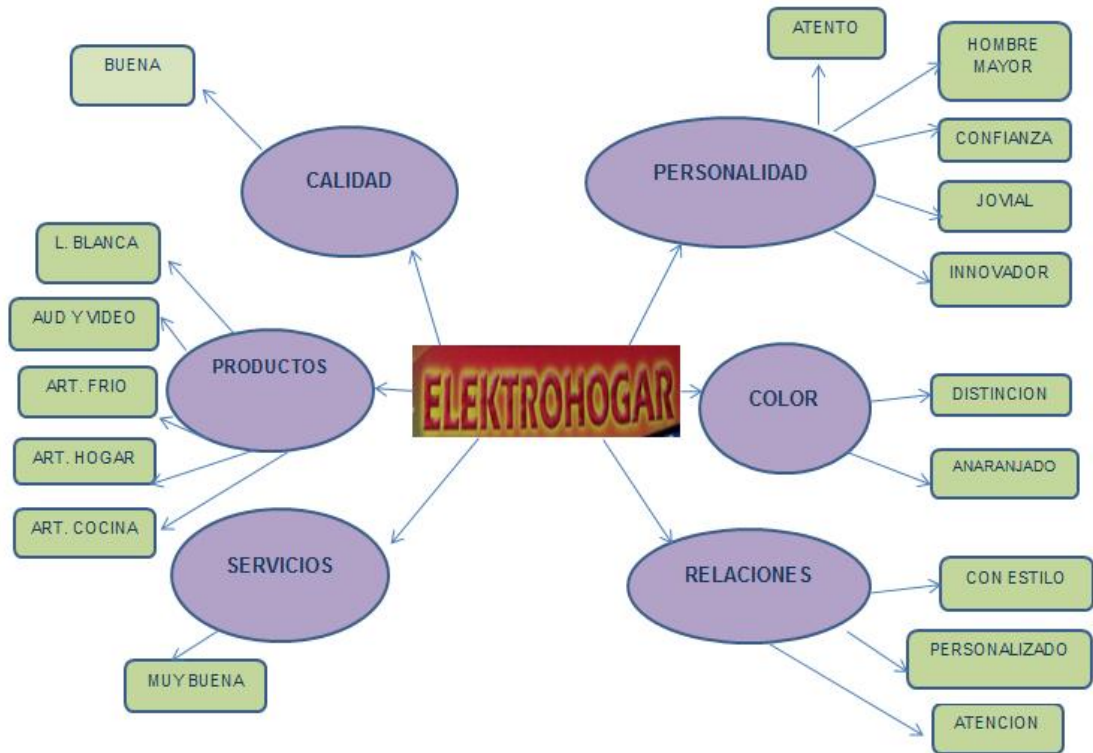 ATENTO
HOMBRE
MAYOR
BUENA
CONFIANZA
CALIDAD
PERSONALIDAD
JOVIAL
L. BLANCA
INNOVADOR
AUD Y VIDEO
PRODUCTOS
ART. FRIO
ELEKTROHOGAR
COLOR
DISTINCION
ART. HOGAR
ANARANJADO
ART. COCINA
SERVICIOS
RELACIONES
CON ESTILO
PERSONALIZADO
MUY BUENA
ATENCION